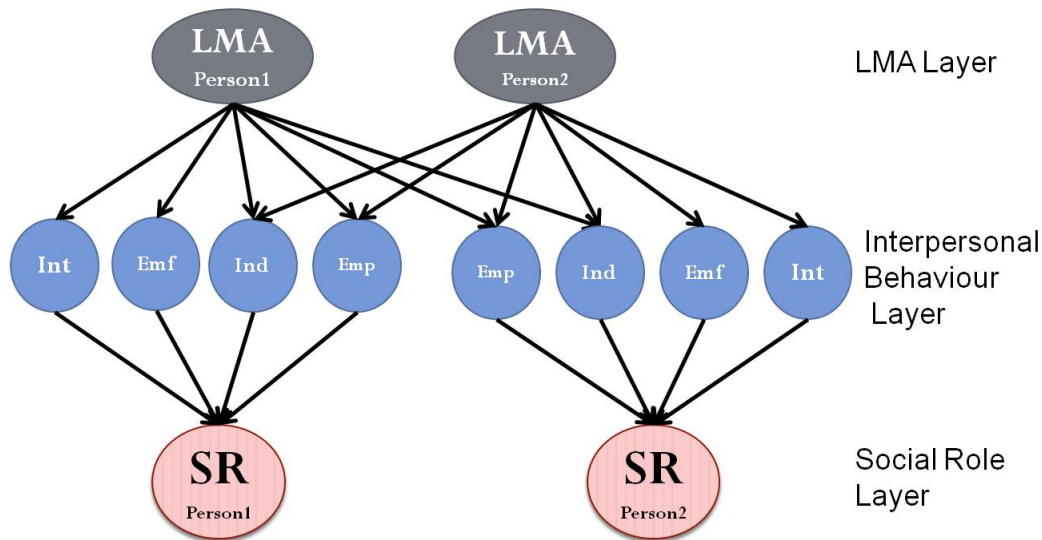 LMA
Person1
LMA
Person2
LMA Layer
Int
Emf
Ind
Emp
Emp
Ind
Emf
Int
Interpersonal
Behaviour
Layer
SR
Person1
SR
Person2
Social Role
Layer